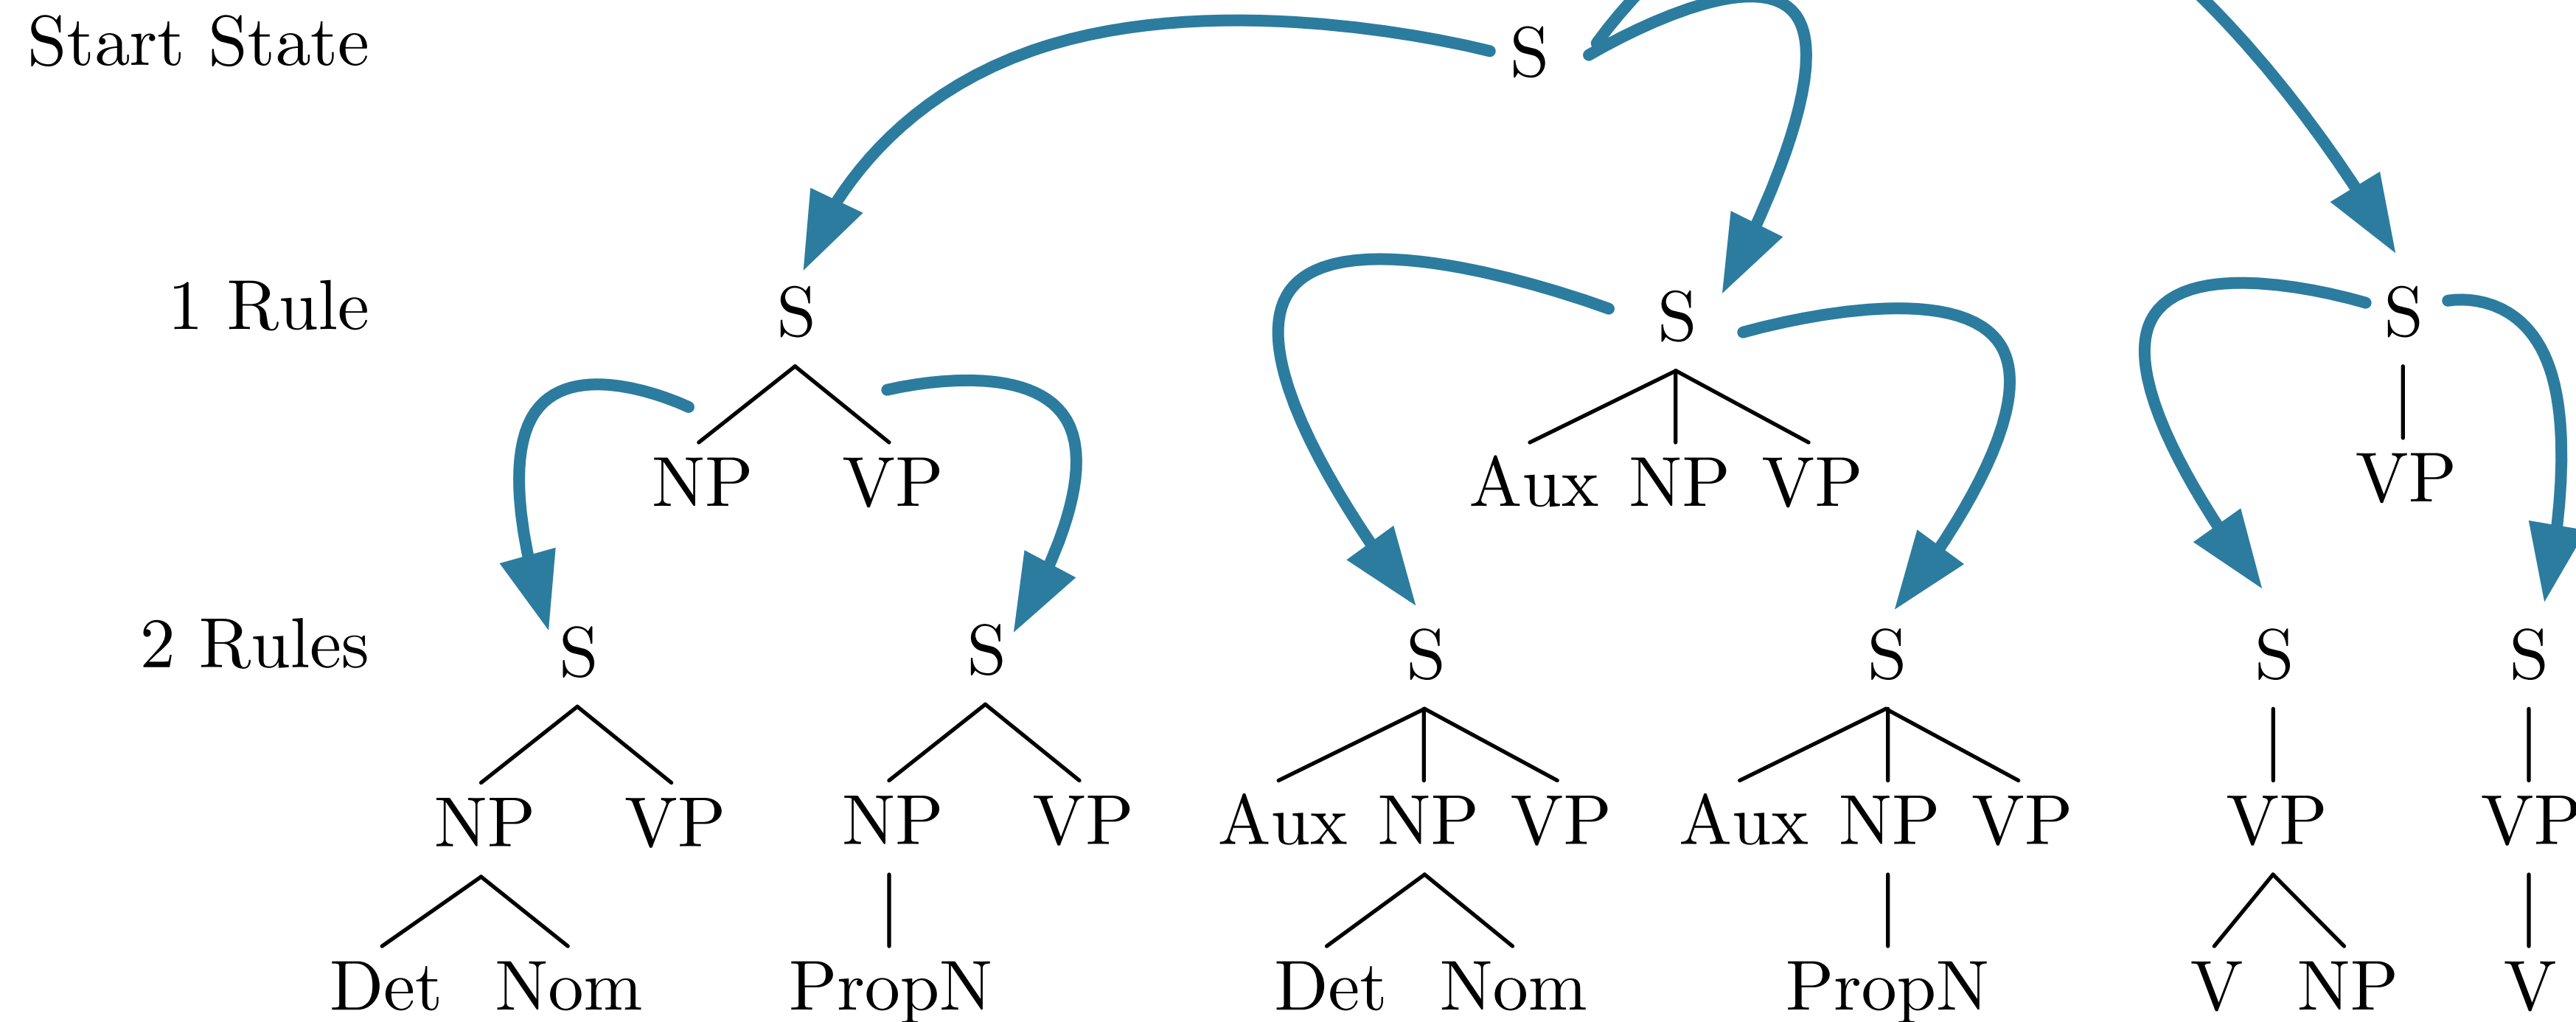 Start State S
1 Rule S S S
NP VP Aux NP VP VP
2 Rules S S S S S S
NP VP NP VP Aux NP VP Aux NP VP VP VP
Det Nom PropN Det Nom PropN V NP V